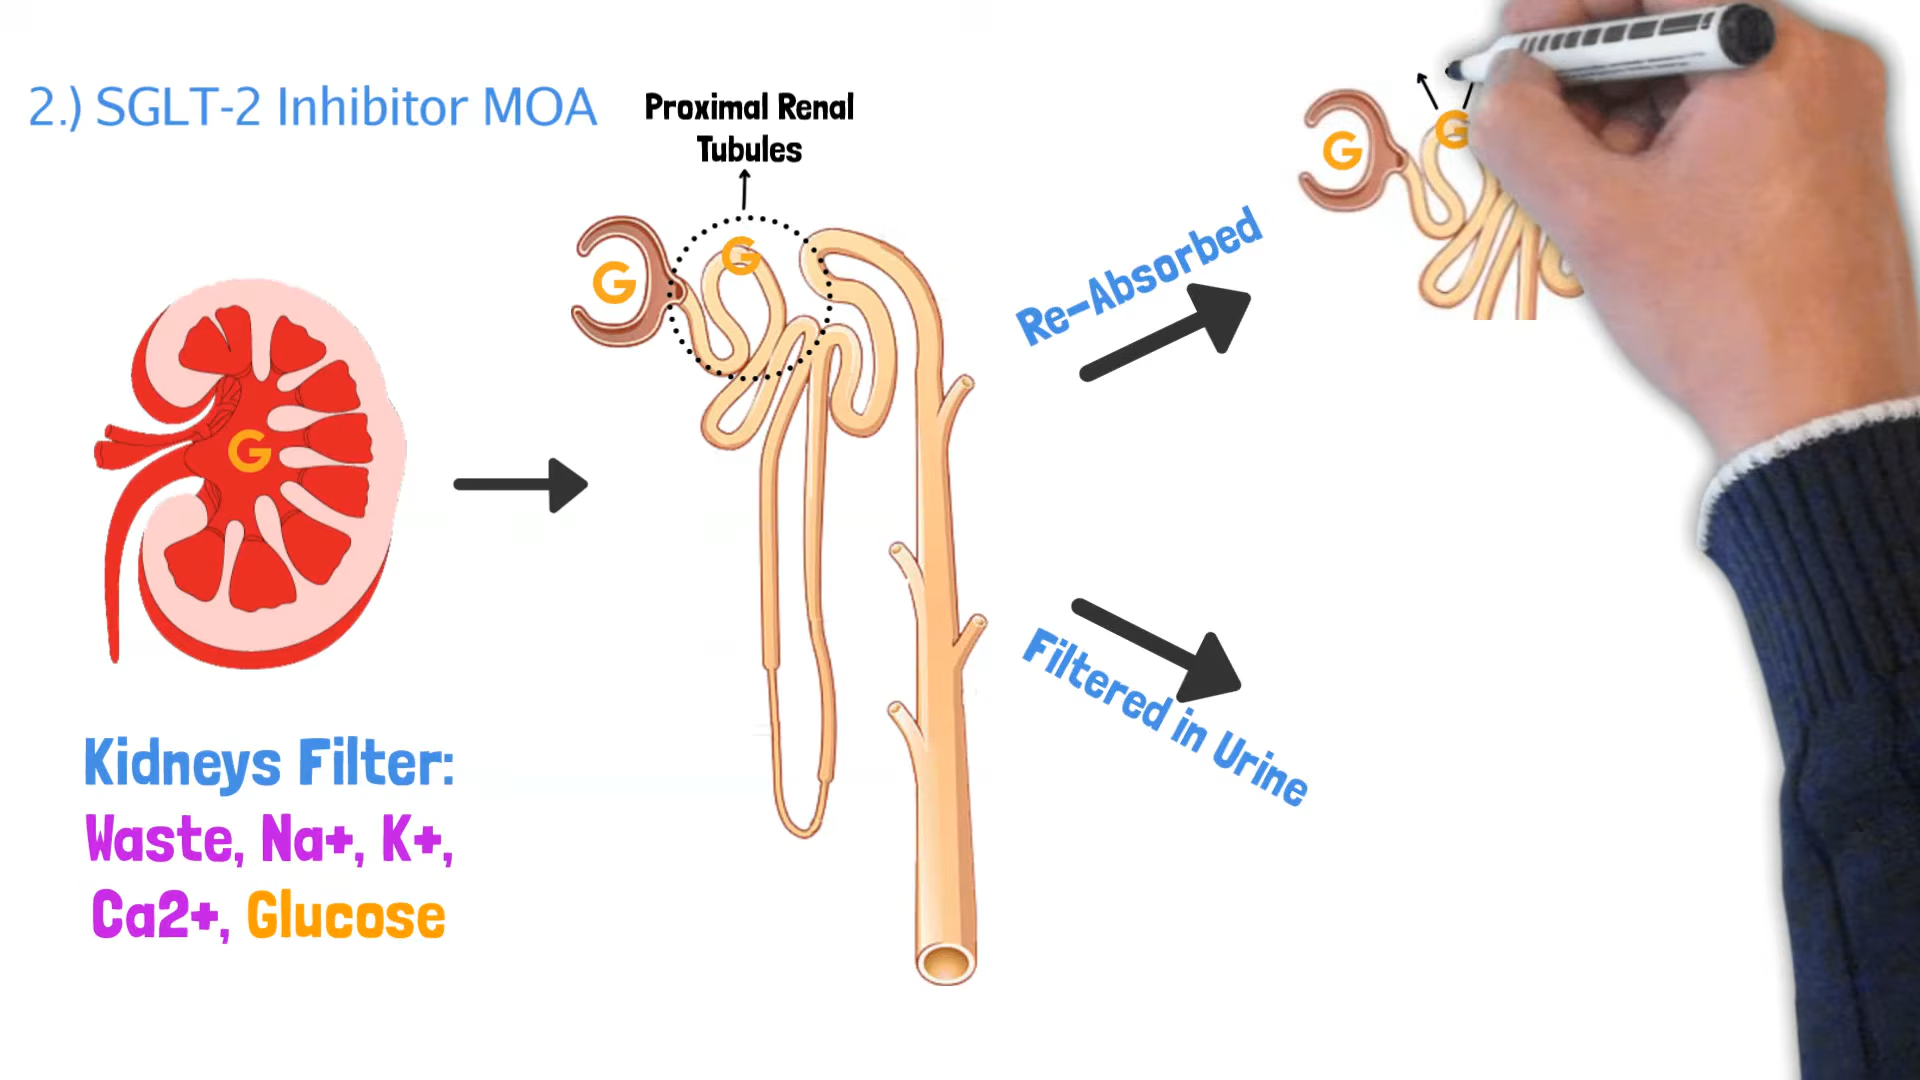 2.) SGLT-2 Inhibitor MOA
Proximal Renal
Tubules
G
G
G
G
G
Re-Absorbed
Filtered in Urine
Kidneys Filter:
Waste, Na+, K+,
Ca2+, Glucose